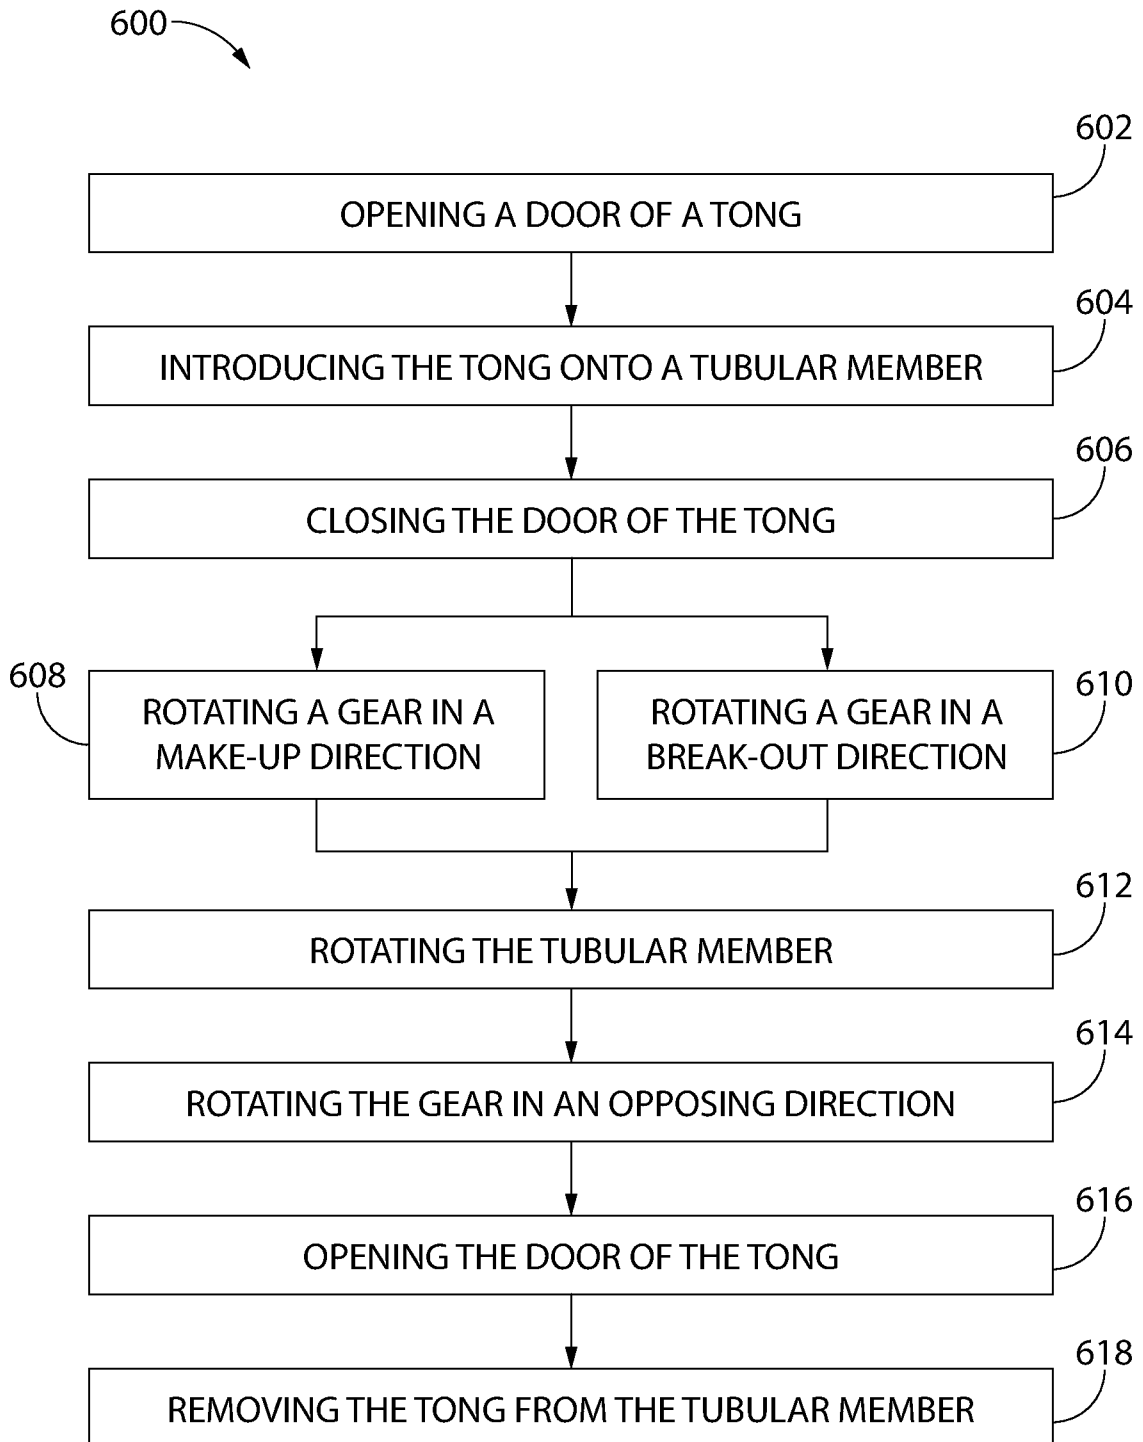 600
602
OPENING A DOOR OF A TONG
604
INTRODUCING THE TONG ONTO A TUBULAR MEMBER
606
CLOSING THE DOOR OF THE TONG
608
ROTATING A GEAR IN A
MAKE-UP DIRECTION
610
ROTATING A GEAR IN A
BREAK-OUT DIRECTION
612
ROTATING THE TUBULAR MEMBER
614
ROTATING THE GEAR IN AN OPPOSING DIRECTION
616
OPENING THE DOOR OF THE TONG
618
REMOVING THE TONG FROM THE TUBULAR MEMBER